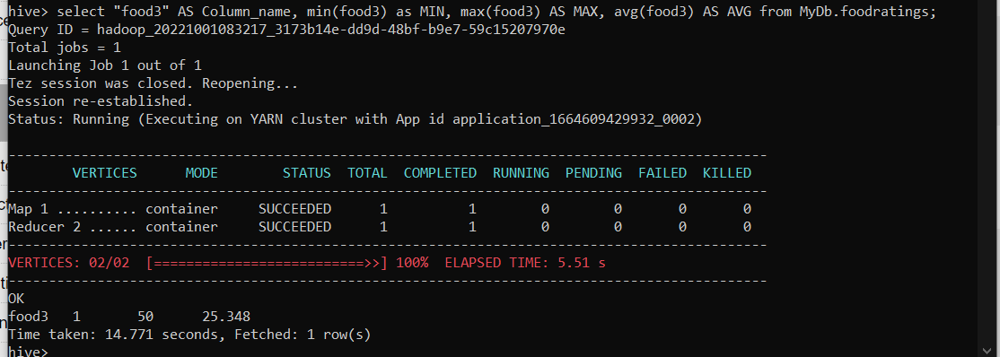 hive> select "food3" AS Column_name, min(food3) as MIN, max(food3) AS MAX, avg(food3) AS AVG from MyDb.foodratings;
Query ID = hadoop_20221001083217_3173b14e-dd9d-48bf-b9e7-59c15207970e
Total jobs = 1
Launching Job 1 out of 1
Tez session was closed. Reopening...
Session re-established.
Status: Running (Executing on YARN cluster with App id application_1664609429932_0002)
----------------------------------------------------------------------------------------------
VERTICES MODE STATUS TOTAL COMPLETED RUNNING PENDING FAILED KILLED
----------------------------------------------------------------------------------------------
Map 1 .......... container SUCCEEDED 1 1 0 0 0 0
Reducer 2 ...... container SUCCEEDED 1 1 0 0 0 0
----------------------------------------------------------------------------------------------
VERTICES: 02/02 [==========================>>] 100% ELAPSED TIME: 5.51 s
----------------------------------------------------------------------------------------------
OK
food3 1 50 25.348
Time taken: 14.771 seconds, Fetched: 1 row(s)
hive>